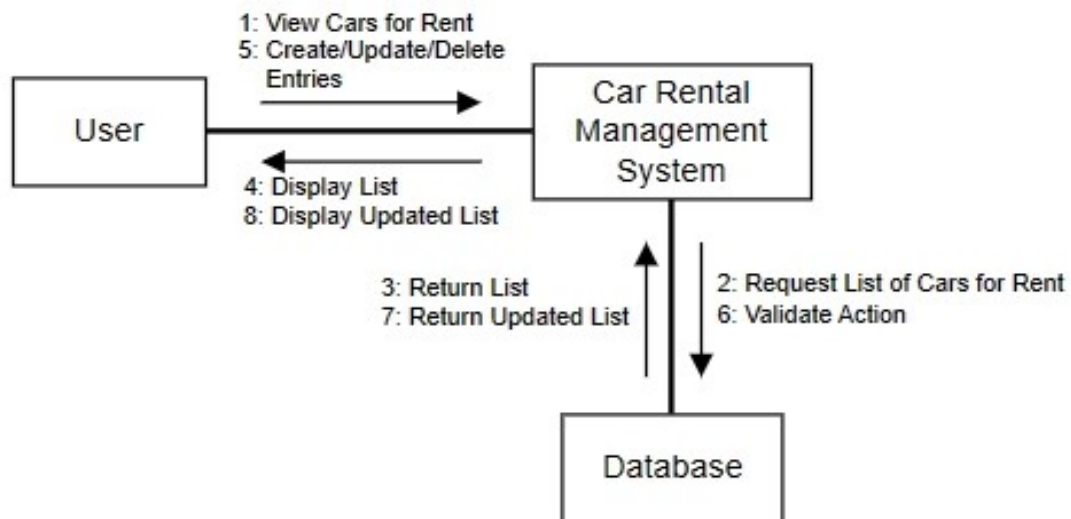 1: View Cars for Rent
5: Create/Update/Delete
Entries
User
Car Rental
Management
System
4: Display List
8: Display Updated List
3: Return List
7: Return Updated List
2: Request List of Cars for Rent
6: Validate Action
Database